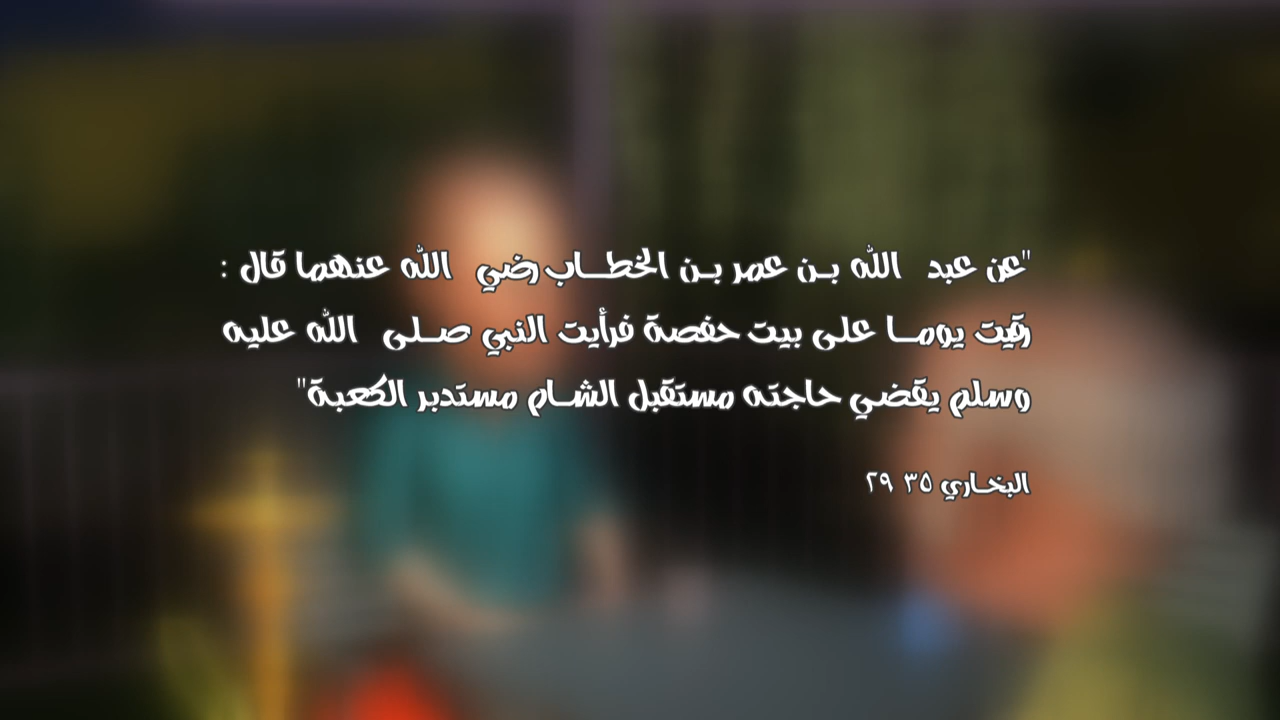 "عن عبد الله بن عمر بن الخطاب رضي الله عنهما قال :
رقيت يوما على بيت حفصة فرأيت النبي صلى الله عليه
وسلم يقضي حاجته مستقبل الشام مستدبر الكعبة"
البخاري ٣٥ ٢٩